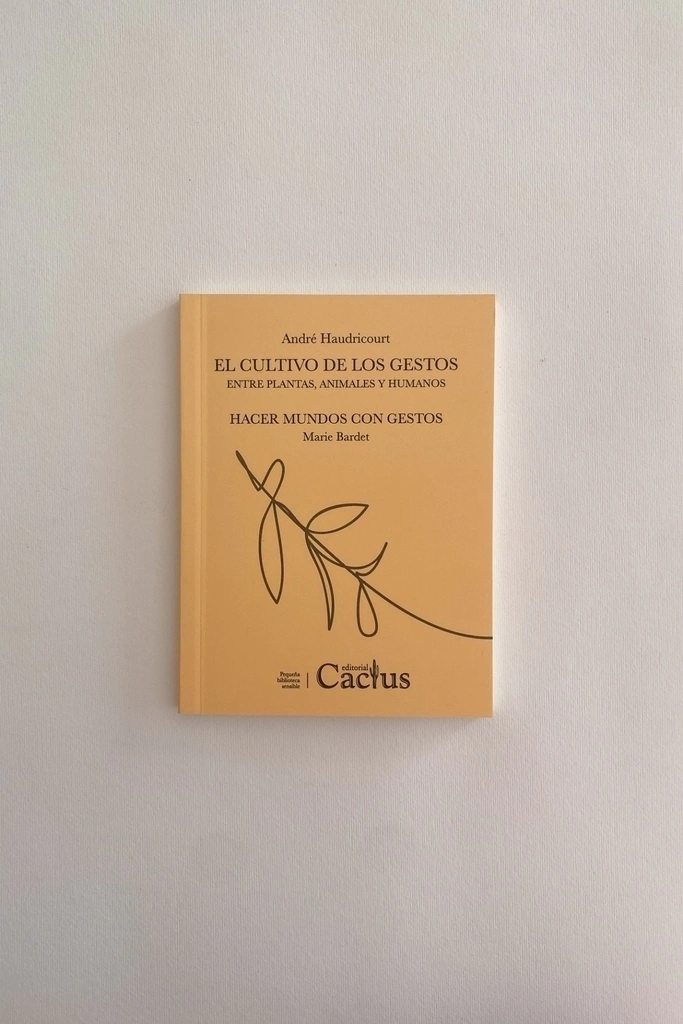 André Haudricourt
EL CULTIVO DE LOS GESTOS
ENTRE PLANTAS, ANIMALES Y HUMANOS
HACER MUNDOS CON GESTOS
Marie Bardet
Pequeña
biblioteca
sensible
editorial
Cactus